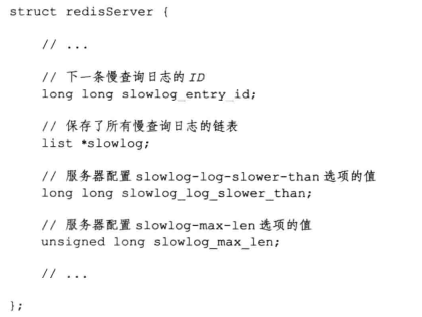 struct redisServer {
// ...
// 下一条慢查询日志的ID
long long slowlog_entry_id;
// 保存了所有慢查询日志的链表
list *slowlog;
// 服务器配置 slowlog-log-slower-than 选项的值
long long slowlog_log_slower_than;
// 服务器配置 slowlog-max-len 选项的值
unsigned long slowlog_max_len;
// ...
};